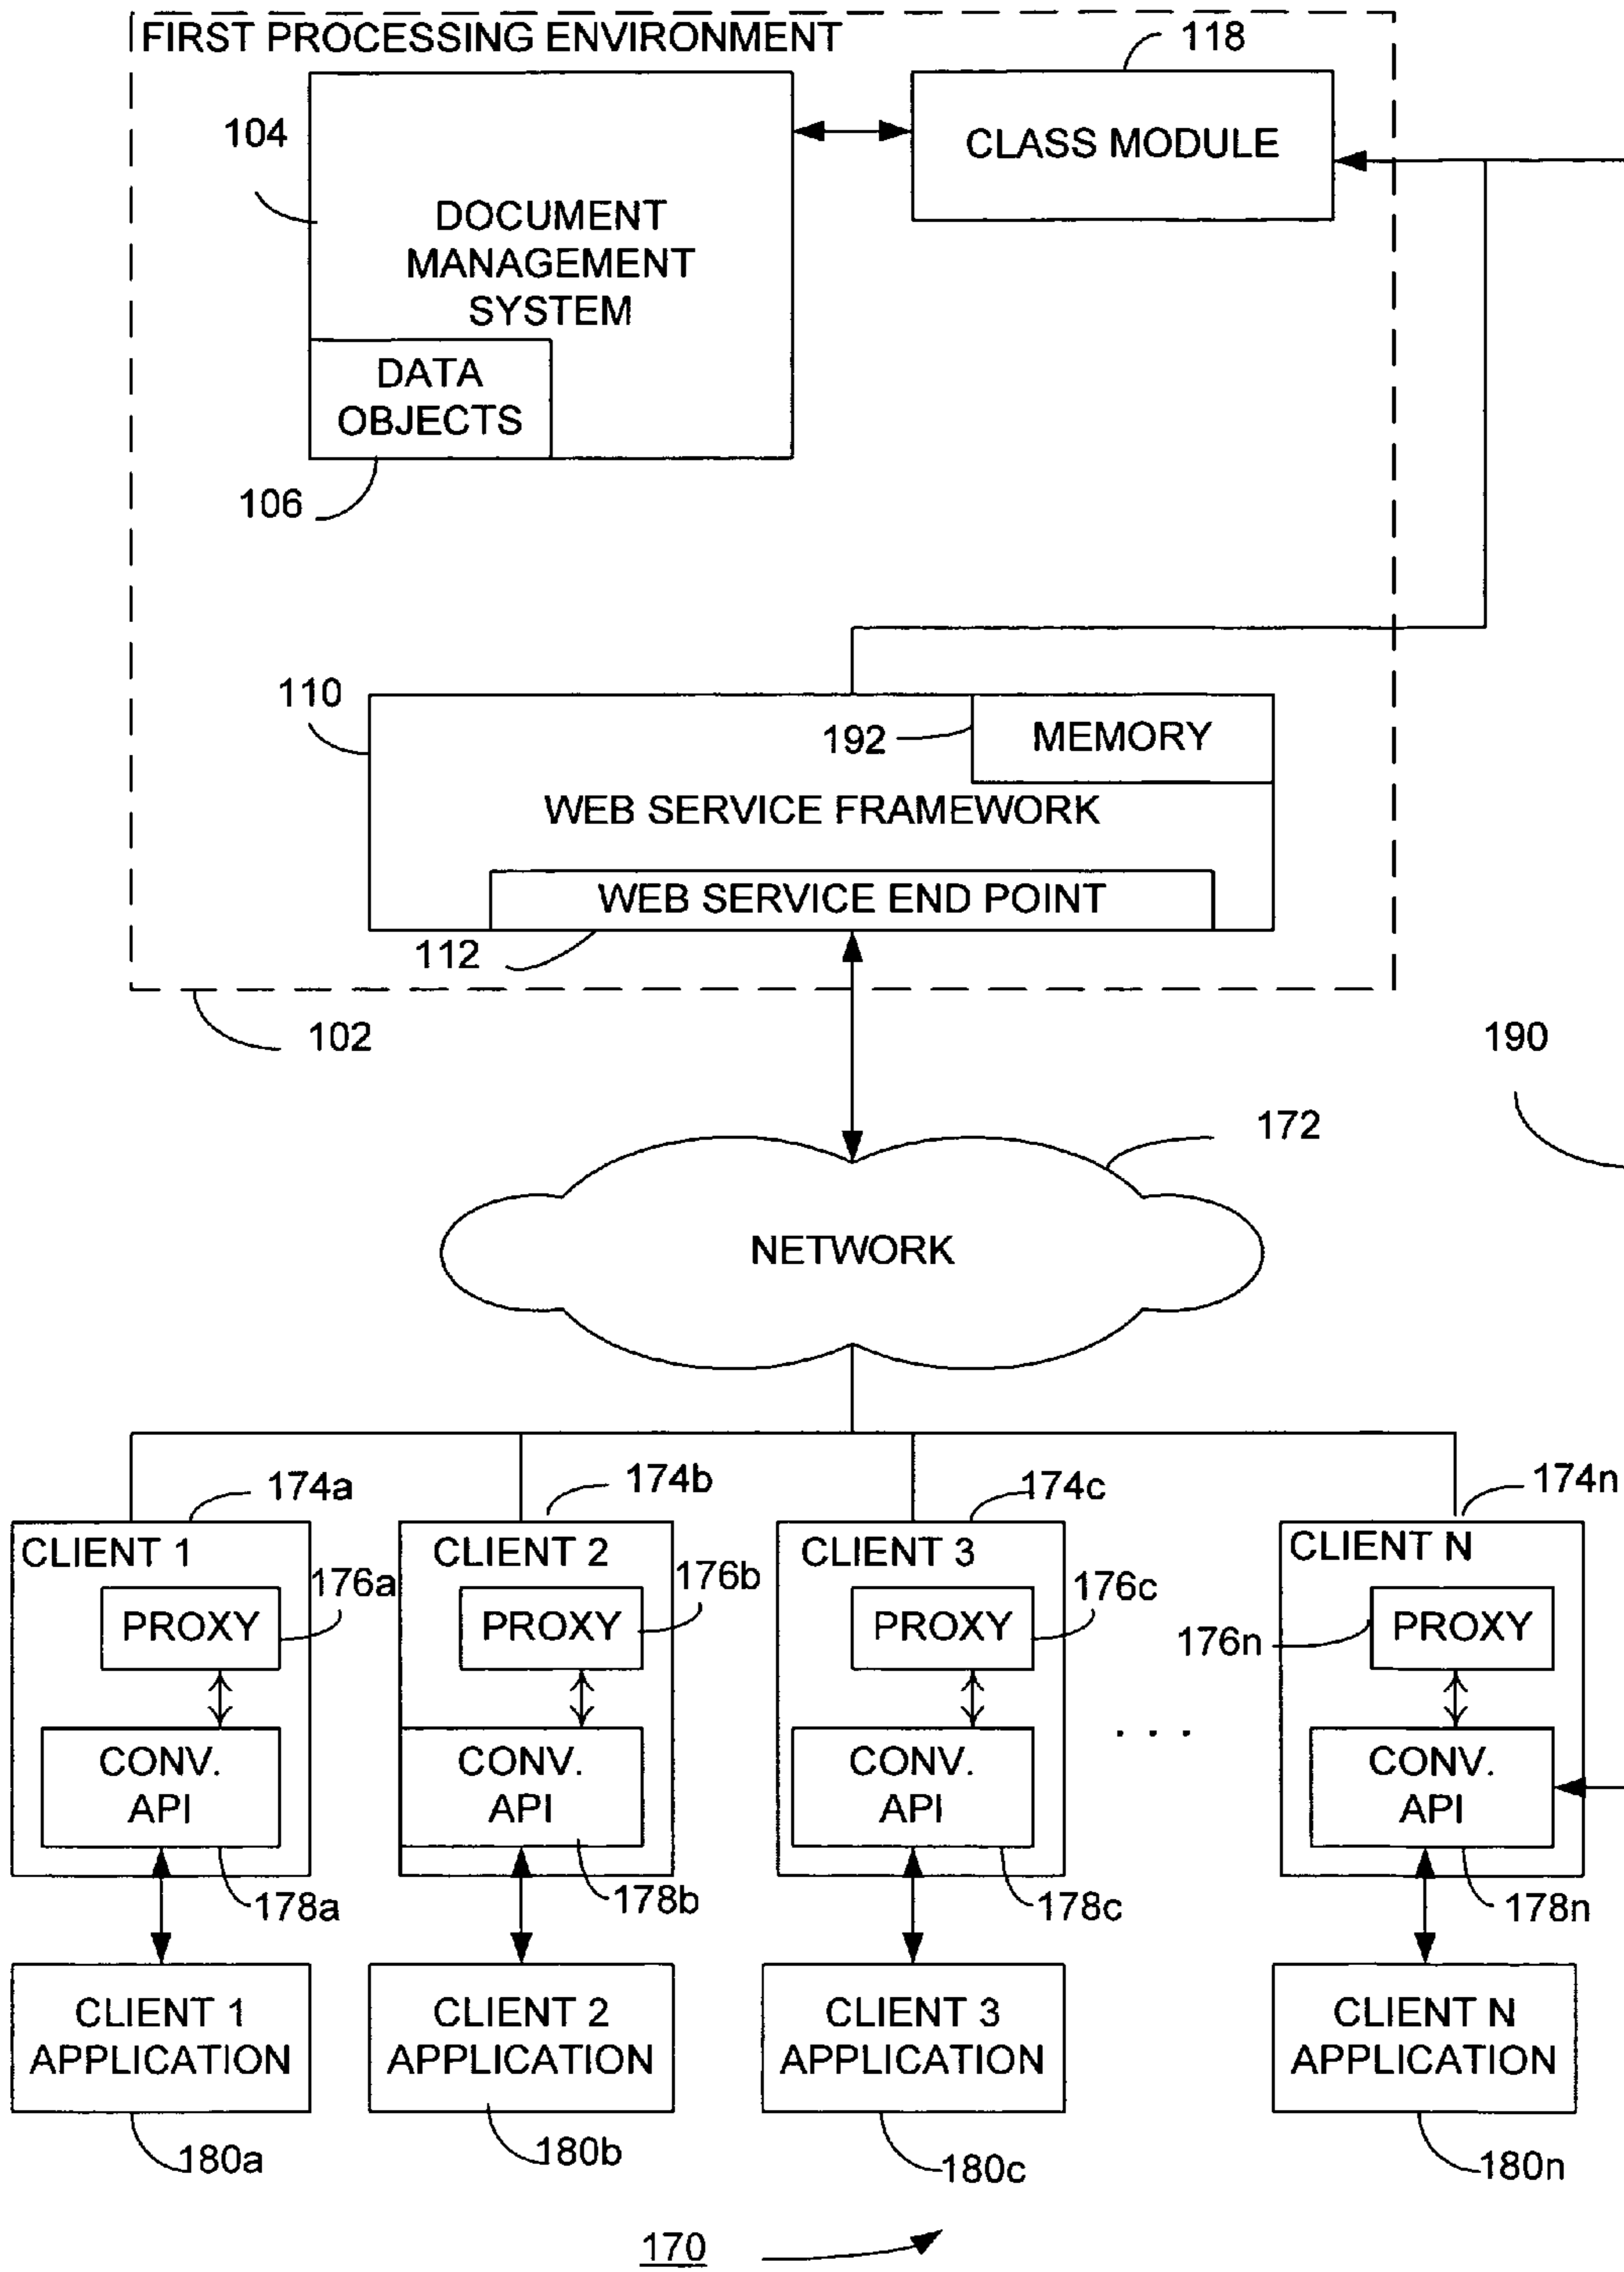 FIRST PROCESSING ENVIRONMENT
118
104
CLASS MODULE
DOCUMENT
MANAGEMENT
SYSTEM
DATA
OBJECTS
106
110
192
MEMORY
WEB SERVICE FRAMEWORK
WEB SERVICE END POINT
112
102
190
172
NETWORK
174a
174b
174c
174n
CLIENT 1
CLIENT 2
CLIENT 3
CLIENT N
176a
176b
176c
176n
PROXY
PROXY
PROXY
PROXY
CONV.
API
CONV.
API
CONV.
API
. . .
CONV.
API
178a
178b
178c
178n
CLIENT 1
APPLICATION
CLIENT 2
APPLICATION
CLIENT 3
APPLICATION
CLIENT N
APPLICATION
180a
180b
180c
180n
170